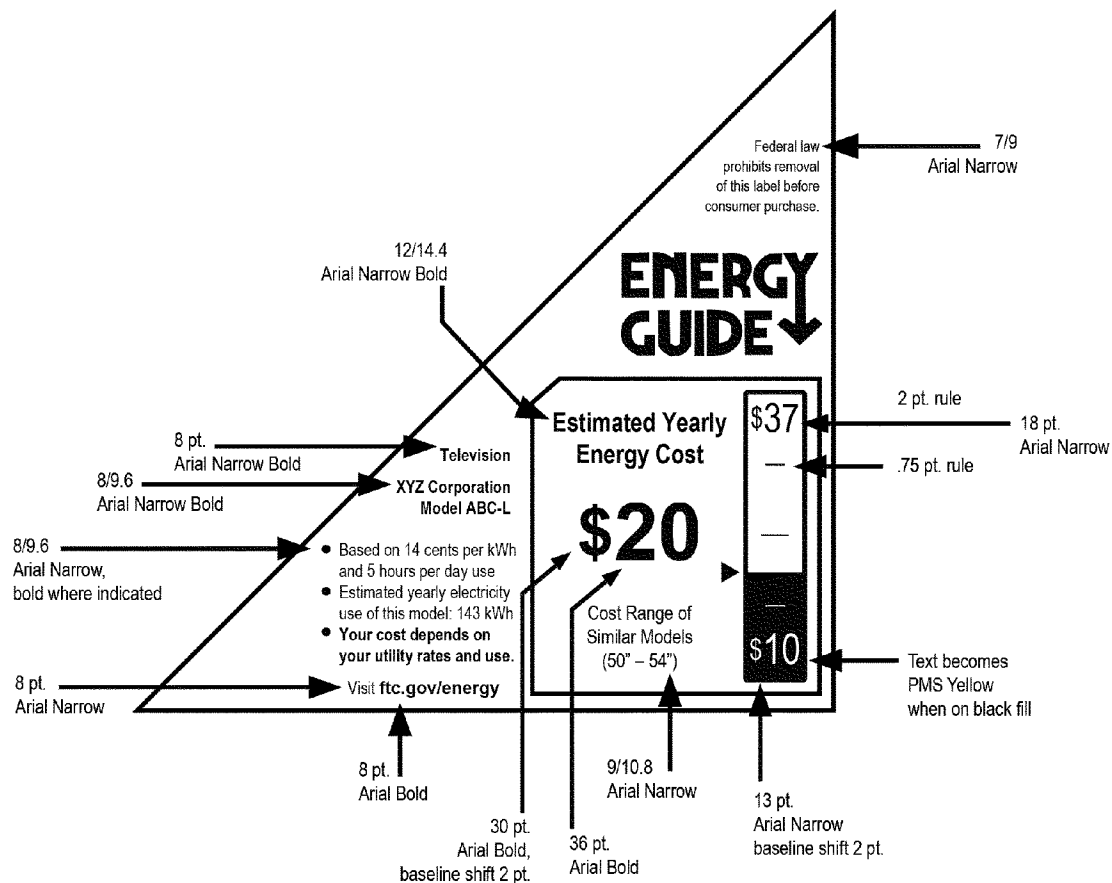 Federal law
prohibits removal
of this label before
consumer purchase.
7/9
Arial Narrow
12/14.4
Arial Narrow Bold
ENERGY
GUIDE
2 pt. rule
18 pt.
Arial Narrow
.75 pt. rule
8 pt.
Arial Narrow Bold
8/9.6
Arial Narrow Bold
8/9.6
Arial Narrow,
bold where indicated
8 pt.
Arial Narrow
Television
XYZ Corporation
Model ABC-L
• Based on 14 cents per kWh
and 5 hours per day use
• Estimated yearly electricity
use of this model: 143 kWh
• Your cost depends on
your utility rates and use.
Visit ftc.gov/energy
Estimated Yearly
Energy Cost
$20
Cost Range of
Similar Models
(50” – 54”)
$37
$10
Text becomes
PMS Yellow
when on black fill
8 pt.
Arial Bold
30 pt.
Arial Bold,
baseline shift 2 pt.
36 pt.
Arial Bold
9/10.8
Arial Narrow
13 pt.
Arial Narrow
baseline shift 2 pt.